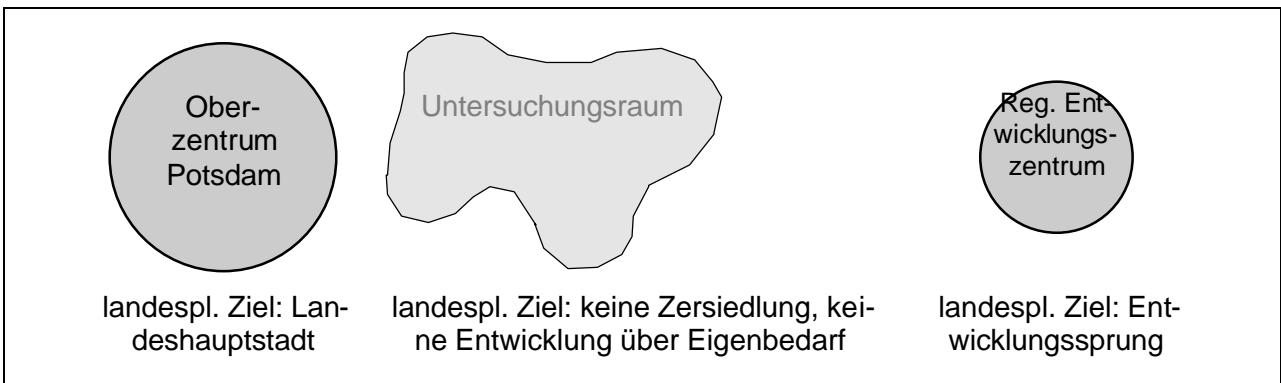 Ober-
zentrum
Potsdam
landespl. Ziel: Lan-
deshauptstadt
Untersuchungsraum
landespl. Ziel: keine Zersiedlung, kei-
ne Entwicklung über Eigenbedarf
Reg. Ent-
wicklungs-
zentrum
landespl. Ziel: Ent-
wicklungssprung